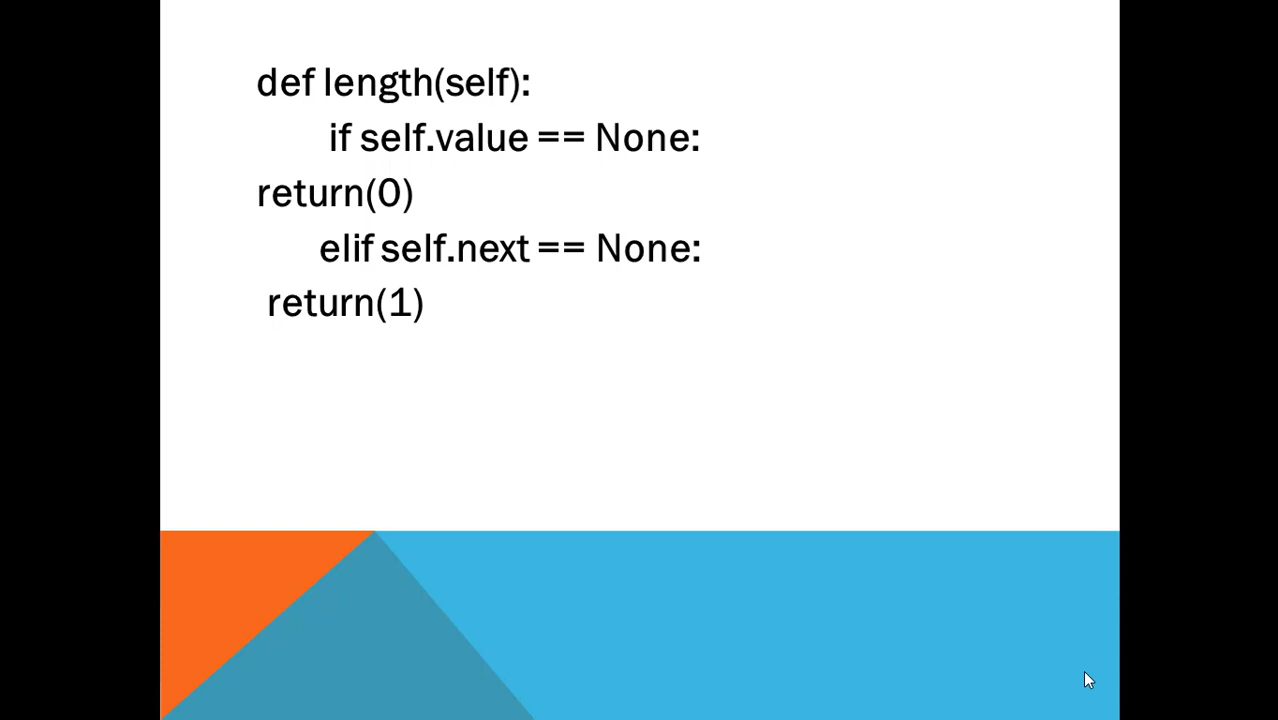 def length(self):
if self.value == None:
return(0)
elif self.next == None:
return(1)